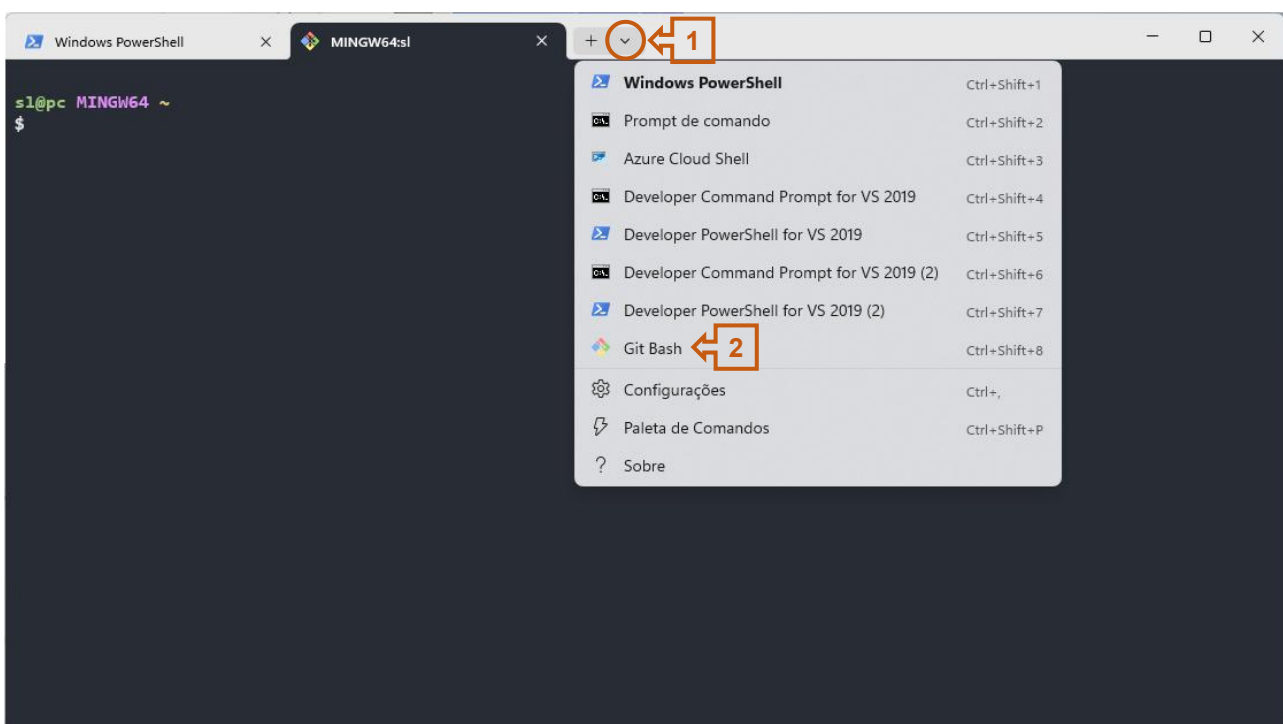 Windows PowerShell
MINGW64:sl
1
sl@pc MINGW64 ~
$
Windows PowerShell Ctrl+Shift+1
Prompt de comando Ctrl+Shift+2
Azure Cloud Shell Ctrl+Shift+3
Developer Command Prompt for VS 2019 Ctrl+Shift+4
Developer PowerShell for VS 2019 Ctrl+Shift+5
Developer Command Prompt for VS 2019 (2) Ctrl+Shift+6
Developer PowerShell for VS 2019 (2) Ctrl+Shift+7
Git Bash 2 Ctrl+Shift+8
Configurações Ctrl+,
Paleta de Comandos Ctrl+Shift+P
Sobre